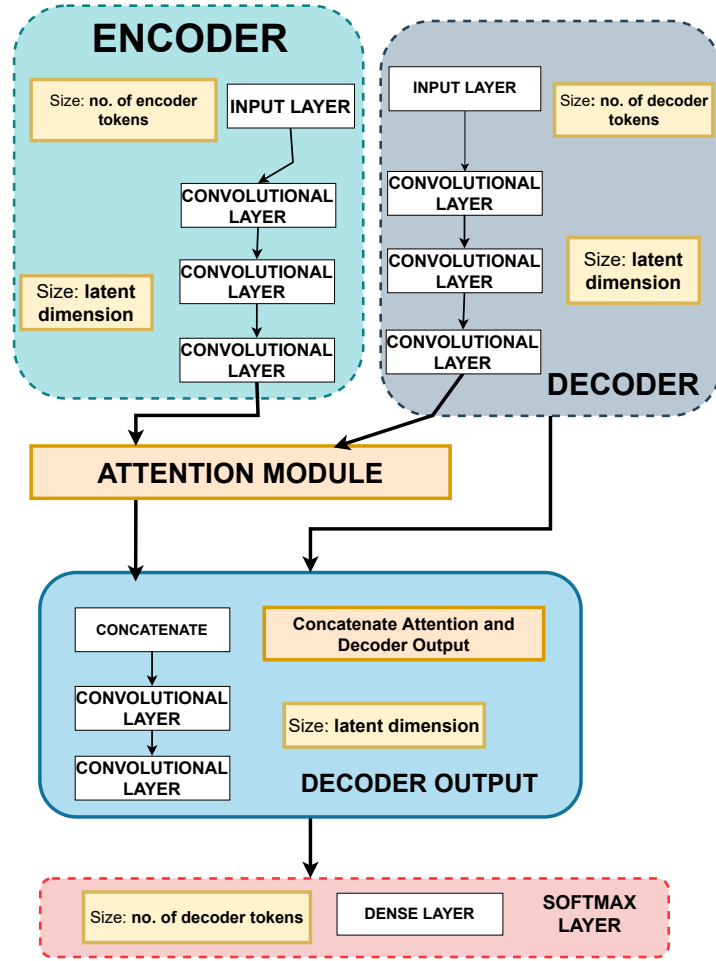 ENCODER
Size: no. of encoder
tokens
INPUT LAYER
CONVOLUTIONAL
LAYER
CONVOLUTIONAL
LAYER
Size: latent
dimension
CONVOLUTIONAL
LAYER
INPUT LAYER
Size: no. of decoder
tokens
CONVOLUTIONAL
LAYER
CONVOLUTIONAL
LAYER
Size: latent
dimension
CONVOLUTIONAL
LAYER
DECODER
ATTENTION MODULE
CONCATENATE
Concatenate Attention and
Decoder Output
CONVOLUTIONAL
LAYER
Size: latent dimension
CONVOLUTIONAL
LAYER
DECODER OUTPUT
Size: no. of decoder tokens
DENSE LAYER
SOFTMAX
LAYER